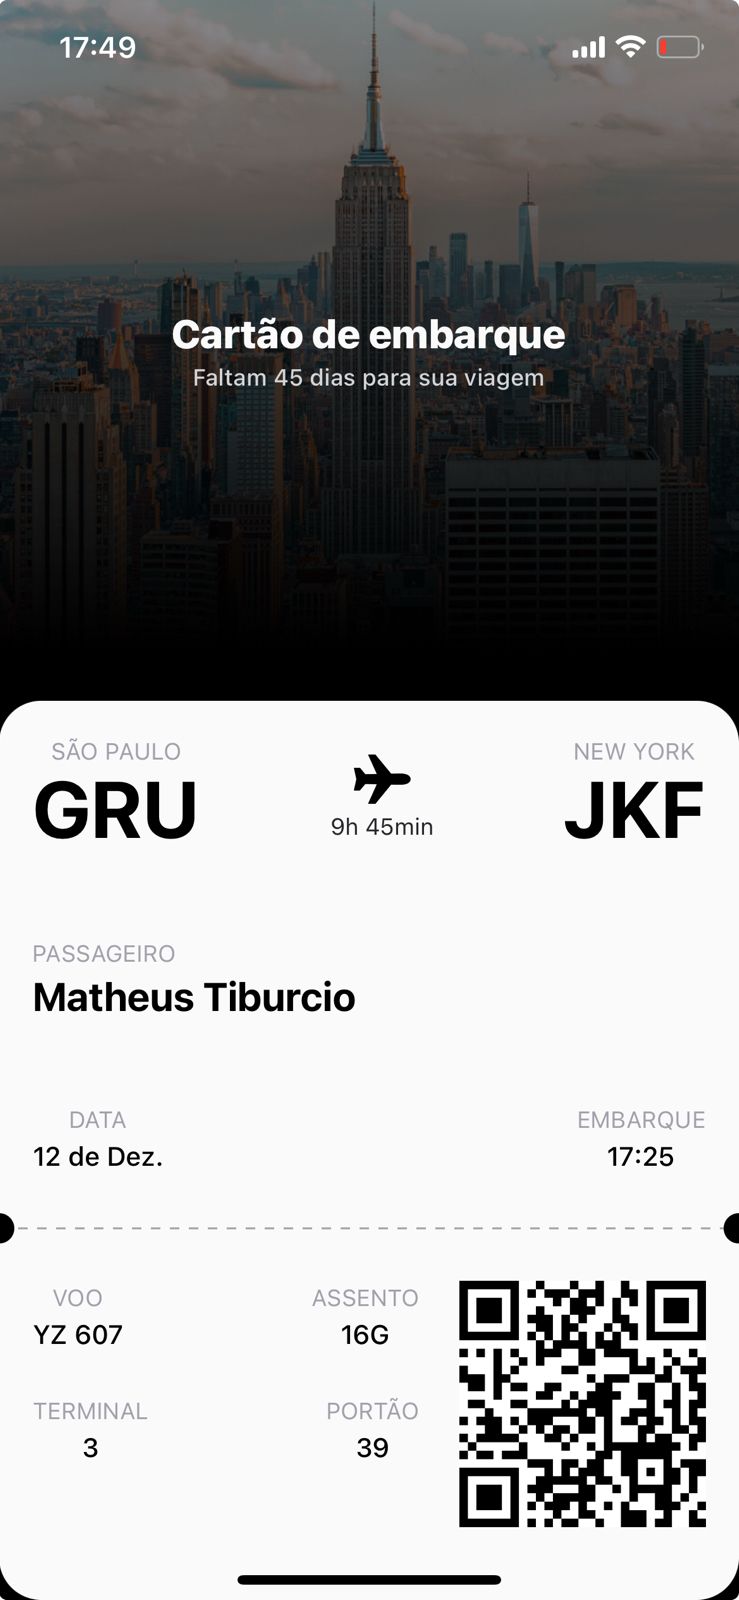 17:49
Cartão de embarque
Faltam 45 dias para sua viagem
SÃO PAULO
NEW YORK
GRU
JKF
9h 45min
PASSAGEIRO
Matheus Tiburcio
DATA
EMBARQUE
12 de Dez.
17:25
VOO
ASSENTO
YZ 607
16G
TERMINAL
PORTÃO
3
39